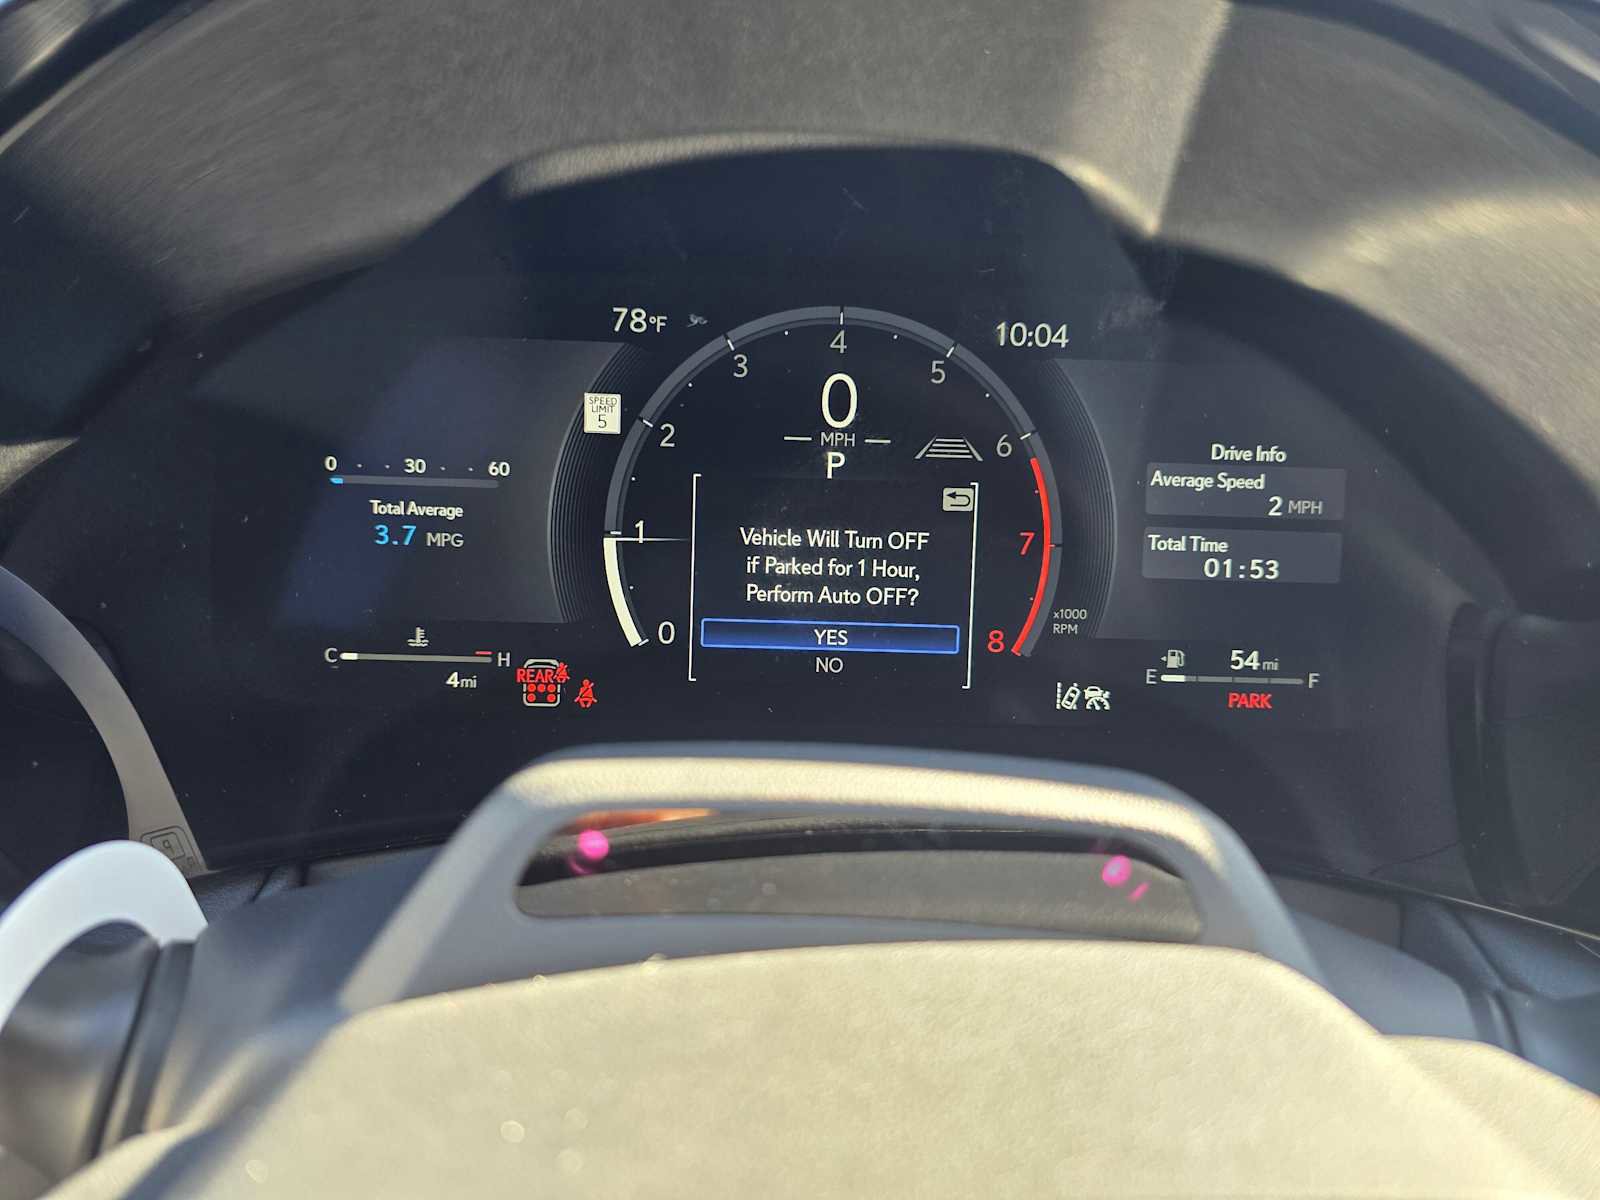 78°F
10:04
SPEED
LIMIT
5
0 1 2 3 4 5 6 7 8
x1000
RPM
0
MPH
P
Vehicle Will Turn OFF
if Parked for 1 Hour,
Perform Auto OFF?
YES
NO
0 30 60
Total Average
3.7 MPG
C H
4mi
REAR
Drive Info
Average Speed
2 MPH
Total Time
01:53
54 mi
E F
PARK
P